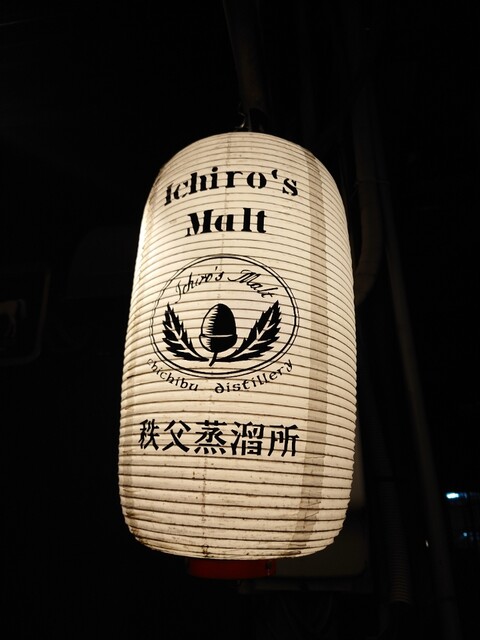 Ichiro's
Malt
Ichiro's Malt
chichibu distillery
秩父蒸溜所